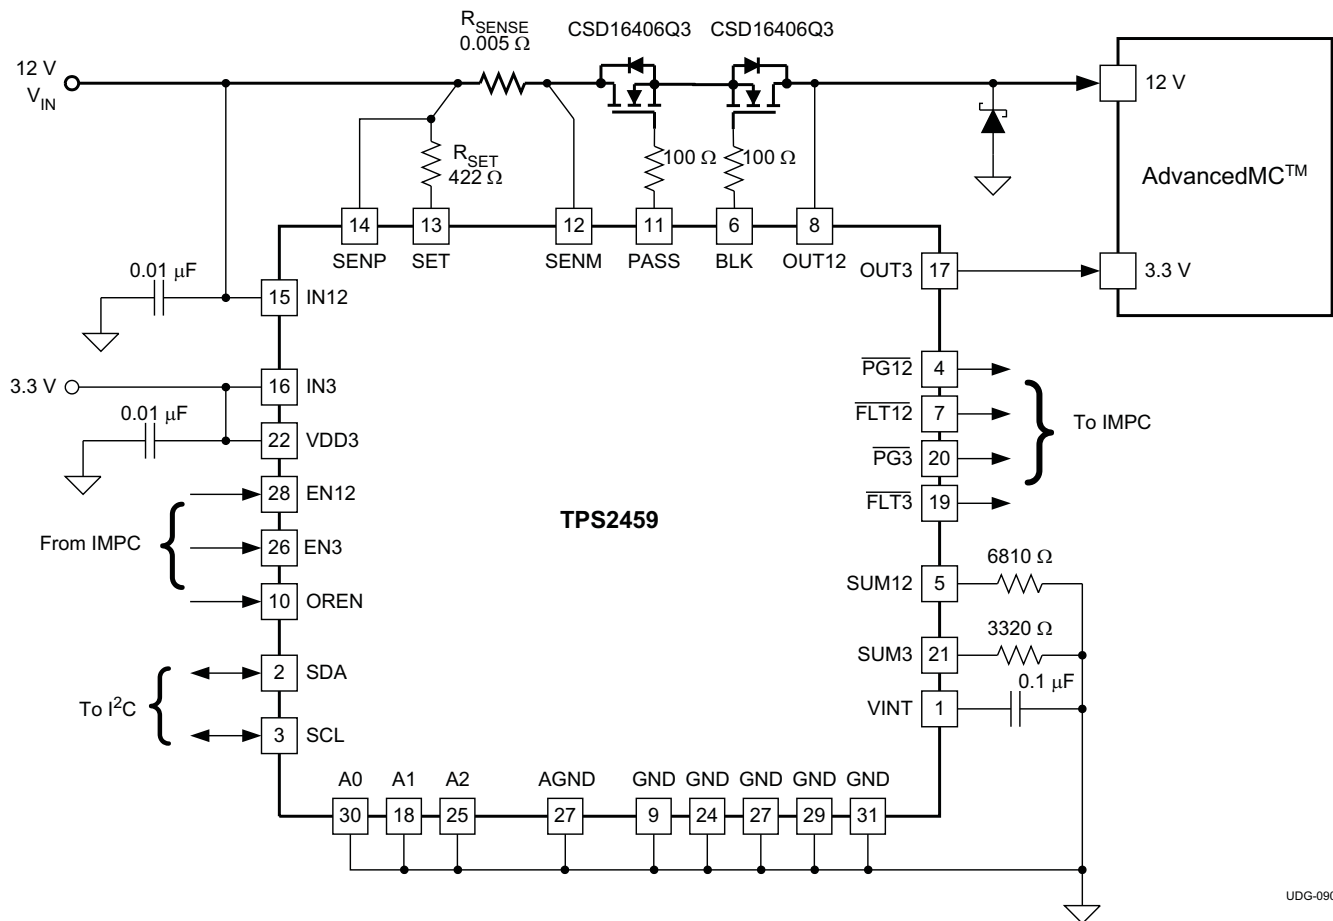 R_SENSE
0.005 Ω
CSD16406Q3
CSD16406Q3
12 V
V_IN
12 V
R_SET
422 Ω
100 Ω
100 Ω
AdvancedMC™
14
13
12
11
6
8
SENP
SET
SENM
PASS
BLK
OUT12
OUT3
17
3.3 V
0.01 μF
15
IN12
3.3 V
16
IN3
0.01 μF
22
VDD3
PG12
4
FLT12
7
To IMPC
PG3
20
FLT3
19
28
EN12
TPS2459
From IMPC
26
EN3
10
OREN
6810 Ω
SUM12
5
3320 Ω
SUM3
21
0.1 μF
VINT
1
2
SDA
To I²C
3
SCL
A0
A1
A2
AGND
GND
GND
GND
GND
GND
30
18
25
27
9
24
27
29
31
UDG-090